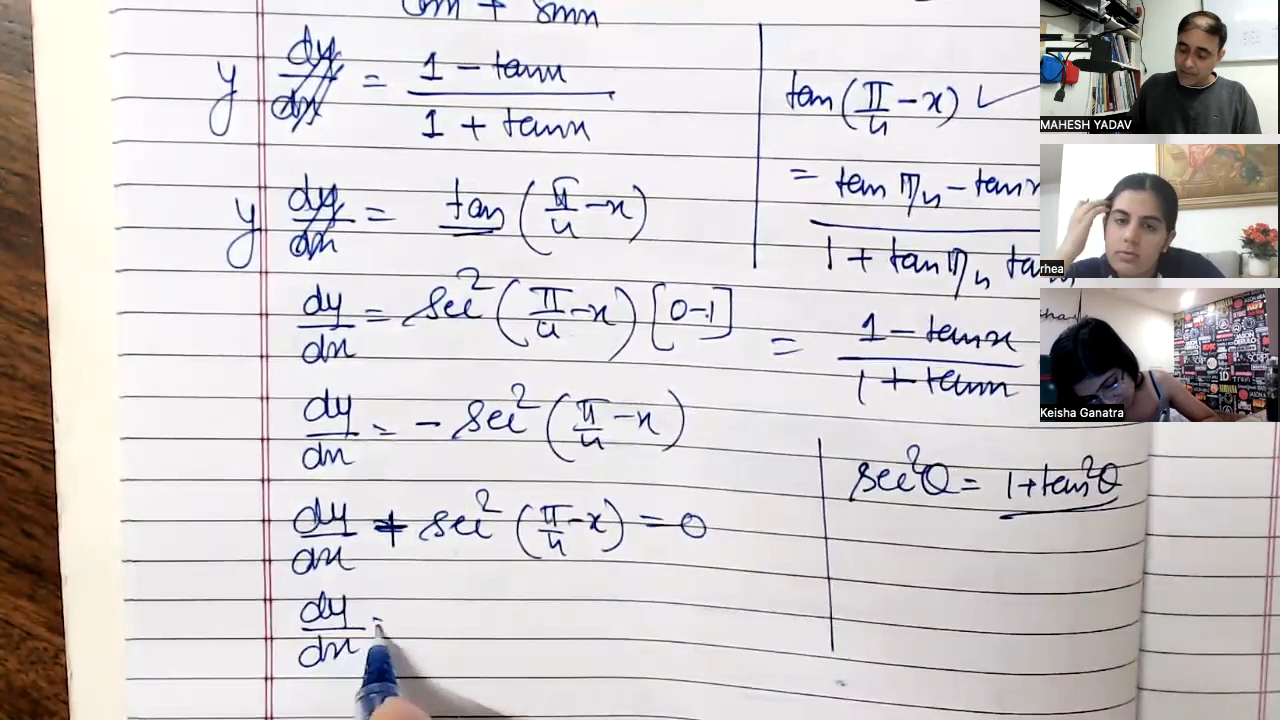 y dy/dx = 1 - tanx / 1 + tanx
y dy/dx = tan (π/4 - x)
dy/dx = sec² (π/4 - x) [0-1]
dy/dx = - sec² (π/4 - x)
dy/dx + sec² (π/4 - x) = 0
dy/dx =
tan (π/4 - x) ✓
= tan π/4 - tanx / 1 + tan π/4 tan
= 1 - tanx / 1 + tanx
sec²θ = 1+tan²θ
MAHESH YADAV
rhea
Keisha Ganatra